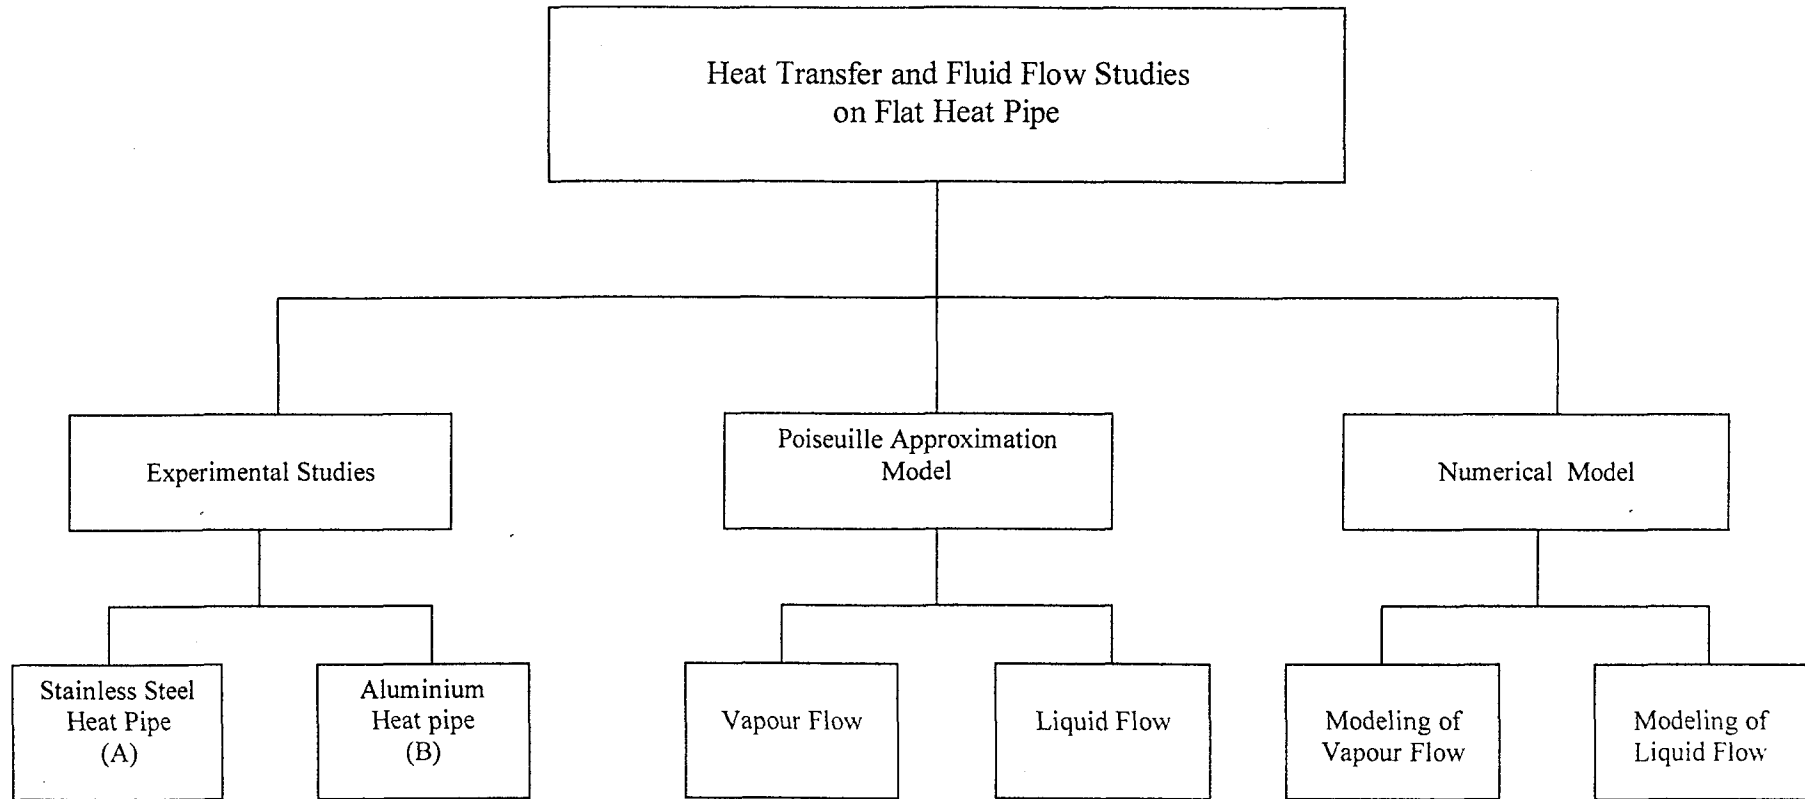 Heat Transfer and Fluid Flow Studies
on Flat Heat Pipe
Experimental Studies
Poiseuille Approximation
Model
Numerical Model
Stainless Steel
Heat Pipe
(A)
Aluminium
Heat pipe
(B)
Vapour Flow
Liquid Flow
Modeling of
Vapour Flow
Modeling of
Liquid Flow